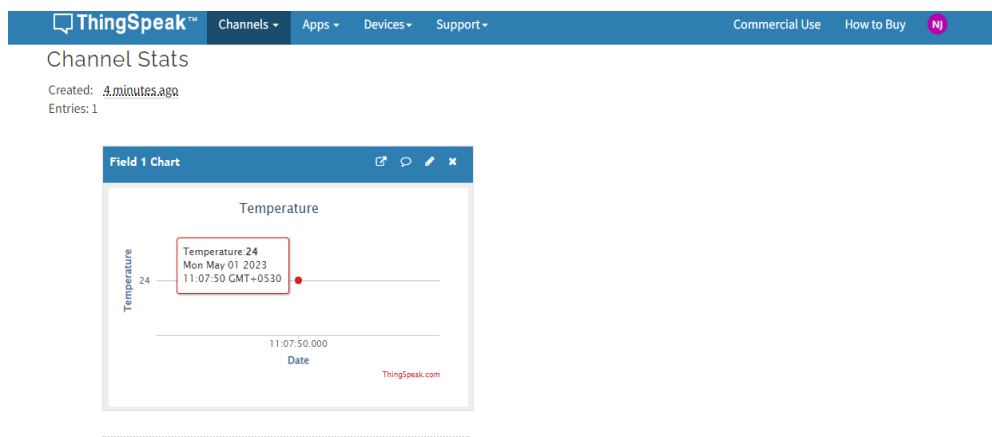 ThingSpeak™ Channels Apps Devices Support Commercial Use How to Buy NJ
Channel Stats
Created: 4 minutes ago
Entries: 1
Field 1 Chart
Temperature
Temperature
24
Temperature:24
Mon May 01 2023
11:07:50 GMT+0530
11:07:50.000
Date
ThingSpeak.com